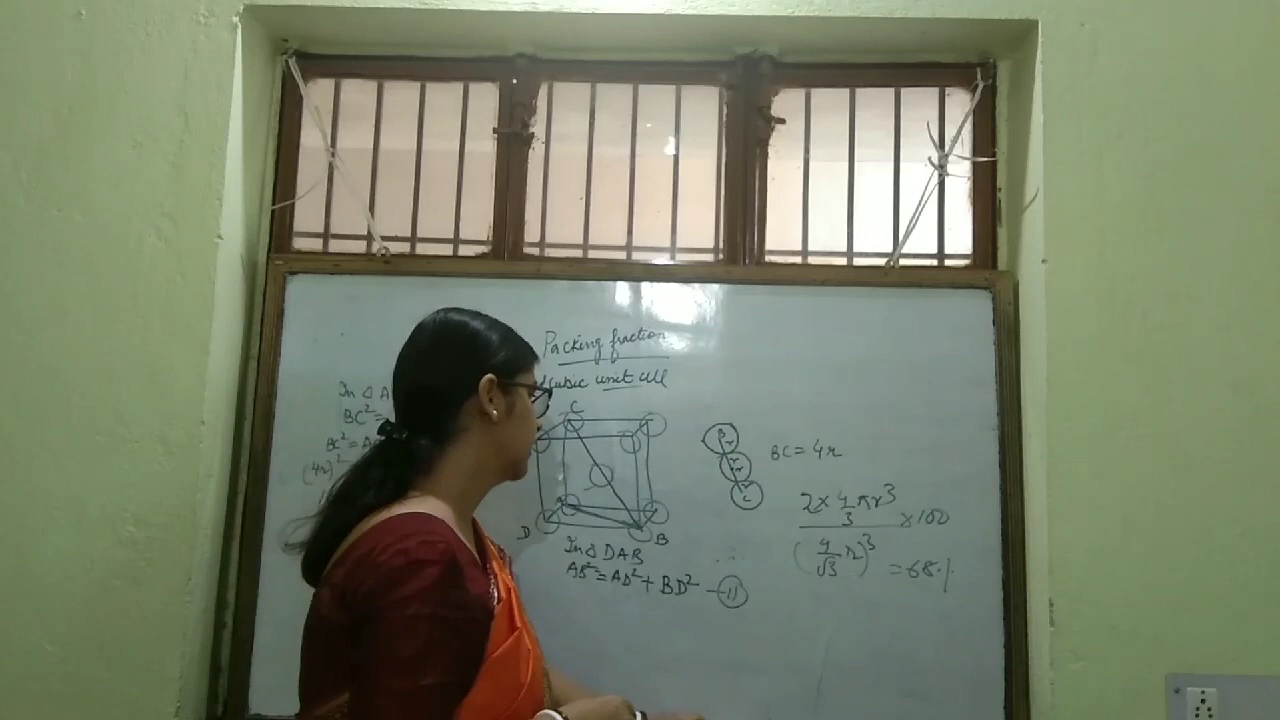 Packing fraction
cubic unit cell
In △ A
BC² =
BC² = A
(4r)²
C
D
B
In △ DAB
AB² = AD² + BD² — (11)
B
r
r
r
C
BC = 4r
2 × 4/3 πr³
× 100
(4/√3 r)³
= 68%